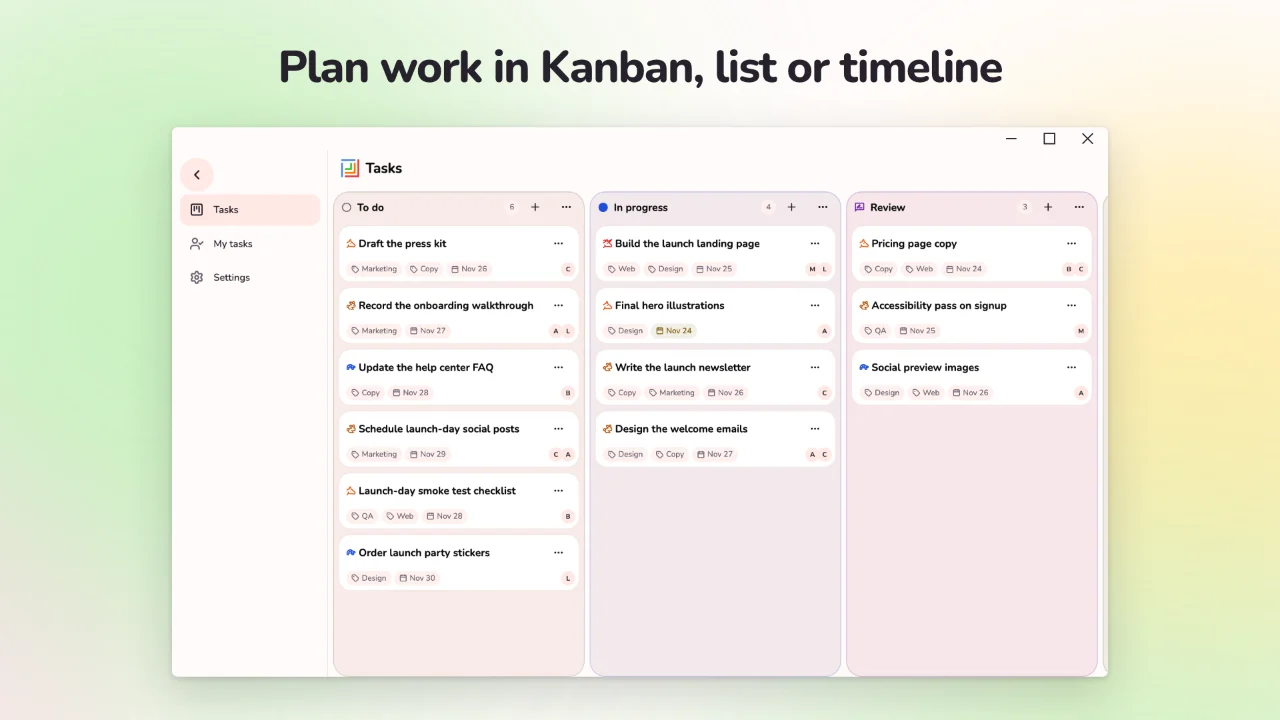 Plan work in Kanban, list or timeline
Tasks
Tasks
My tasks
Settings
To do 6
Draft the press kit
Marketing Copy Nov 26 C
Record the onboarding walkthrough
Marketing Nov 27 A L
Update the help center FAQ
Copy Nov 28 B
Schedule launch-day social posts
Marketing Nov 29 C A
Launch-day smoke test checklist
QA Web Nov 28 B
Order launch party stickers
Design Nov 30 L
In progress 4
Build the launch landing page
Web Design Nov 25 M L
Final hero illustrations
Design Nov 24 A
Write the launch newsletter
Copy Marketing Nov 26 C
Design the welcome emails
Design Copy Nov 27 A C
Review 3
Pricing page copy
Copy Web Nov 24 B C
Accessibility pass on signup
QA Nov 25 M
Social preview images
Design Web Nov 26 A